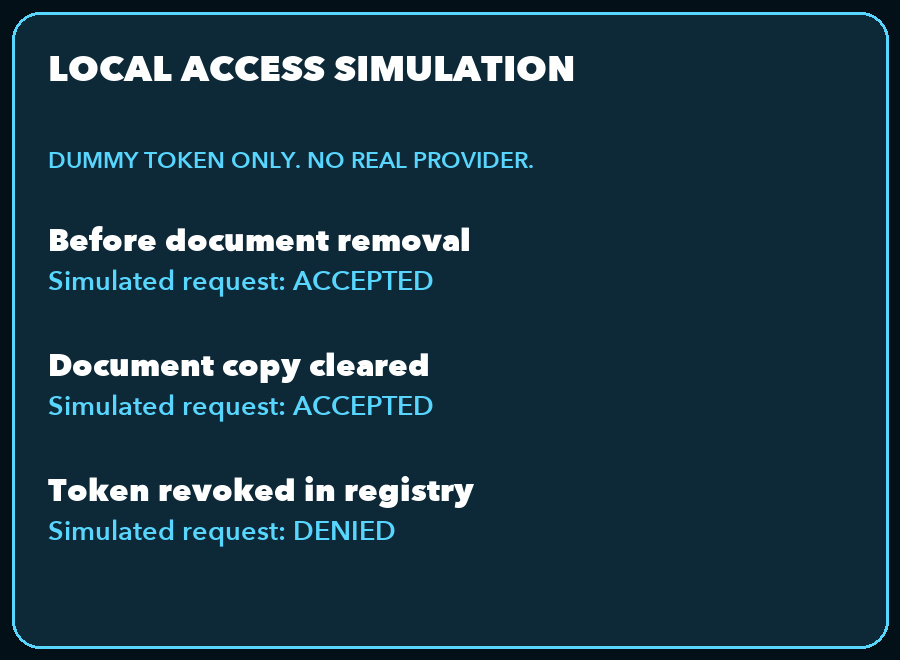 LOCAL ACCESS SIMULATION
DUMMY TOKEN ONLY. NO REAL PROVIDER.
Before document removal
Simulated request: ACCEPTED
Document copy cleared
Simulated request: ACCEPTED
Token revoked in registry
Simulated request: DENIED